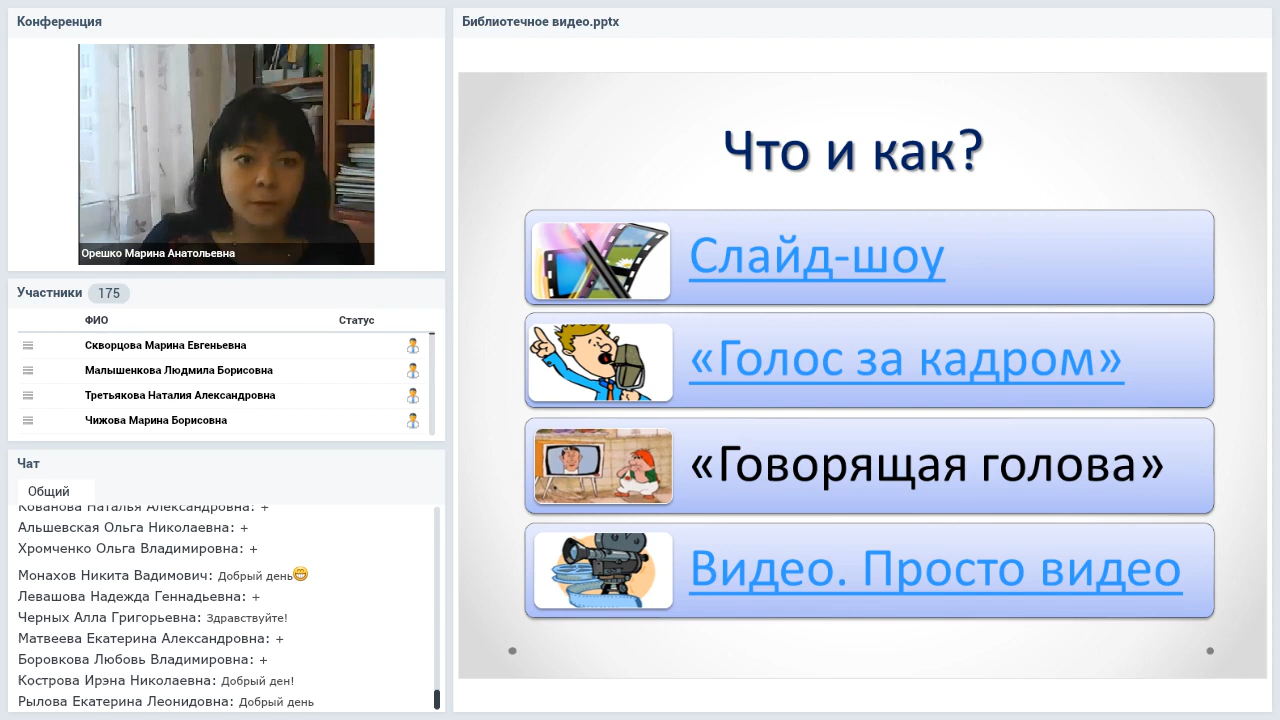 Конференция
Орешко Марина Анатольевна
Участники 175
ФИО Статус
Скворцова Марина Евгеньевна
Малышенкова Людмила Борисовна
Третьякова Наталия Александровна
Чижова Марина Борисовна
Чат
Общий
Кованова Наталья Александровна: +
Альшевская Ольга Николаевна: +
Хромченко Ольга Владимировна: +
Монахов Никита Вадимович: Добрый день
Левашова Надежда Геннадьевна: +
Черных Алла Григорьевна: Здравствуйте!
Матвеева Екатерина Александровна: +
Боровкова Любовь Владимировна: +
Кострова Ирэна Николаевна: Добрый ден!
Рылова Екатерина Леонидовна: Добрый день
Библиотечное видео.pptx
Что и как?
Слайд-шоу
«Голос за кадром»
«Говорящая голова»
Видео. Просто видео